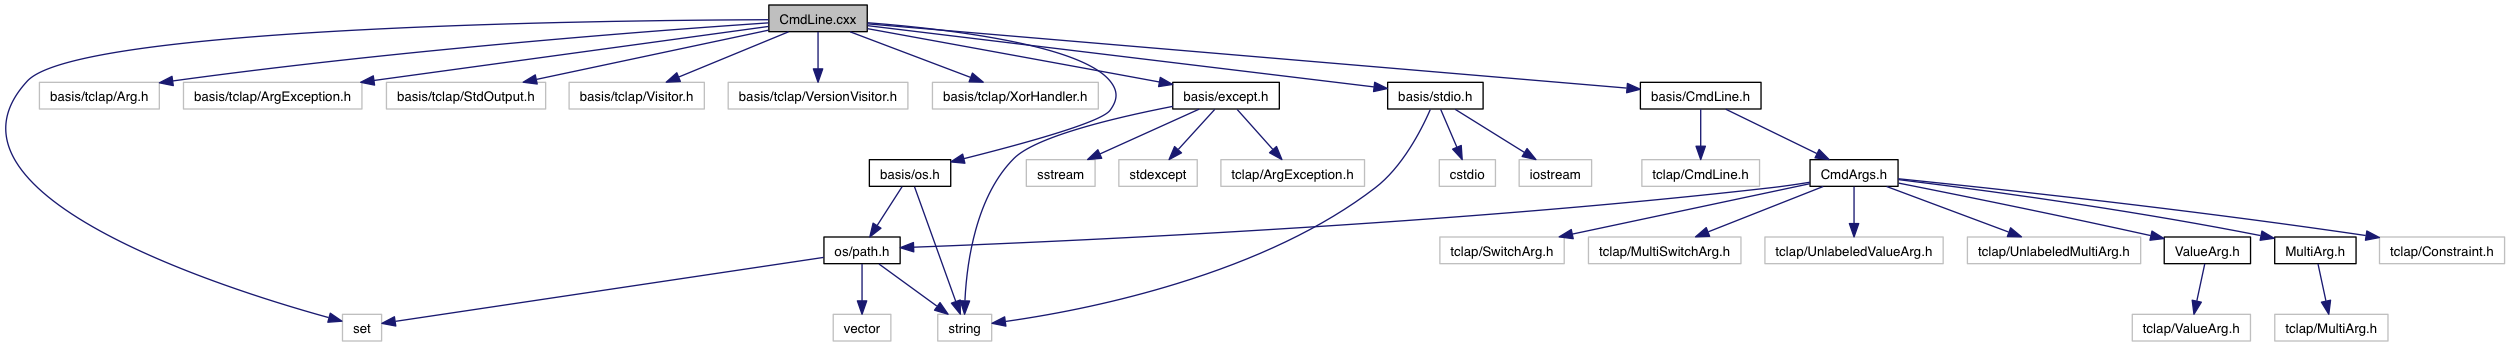 CmdLine.cxx
basis/tclap/Arg.h
basis/tclap/ArgException.h
basis/tclap/StdOutput.h
basis/tclap/Visitor.h
basis/tclap/VersionVisitor.h
basis/tclap/XorHandler.h
basis/except.h
basis/stdio.h
basis/CmdLine.h
basis/os.h
sstream
stdexcept
tclap/ArgException.h
cstdio
iostream
tclap/CmdLine.h
CmdArgs.h
os/path.h
tclap/SwitchArg.h
tclap/MultiSwitchArg.h
tclap/UnlabeledValueArg.h
tclap/UnlabeledMultiArg.h
ValueArg.h
MultiArg.h
tclap/Constraint.h
set
vector
string
tclap/ValueArg.h
tclap/MultiArg.h